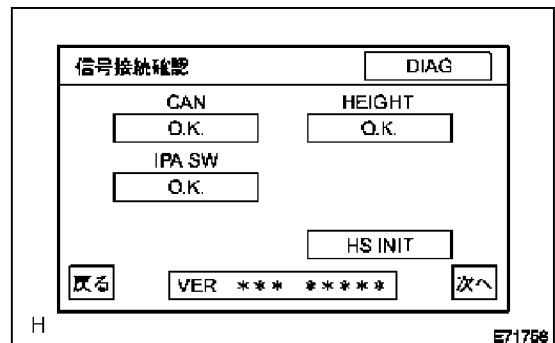 信号接続確認
DIAG
CAN
HEIGHT
O.K.
O.K.
IPA SW
O.K.
HS INIT
戻る
VER *** *****
次へ
H
E71756